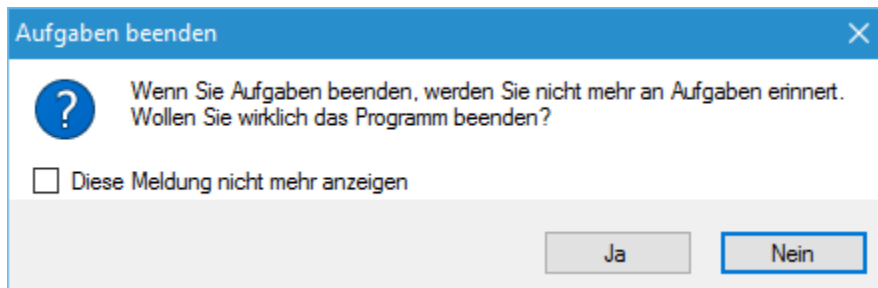 Aufgaben beenden
Wenn Sie Aufgaben beenden, werden Sie nicht mehr an Aufgaben erinnert.
Wollen Sie wirklich das Programm beenden?
Diese Meldung nicht mehr anzeigen
Ja Nein